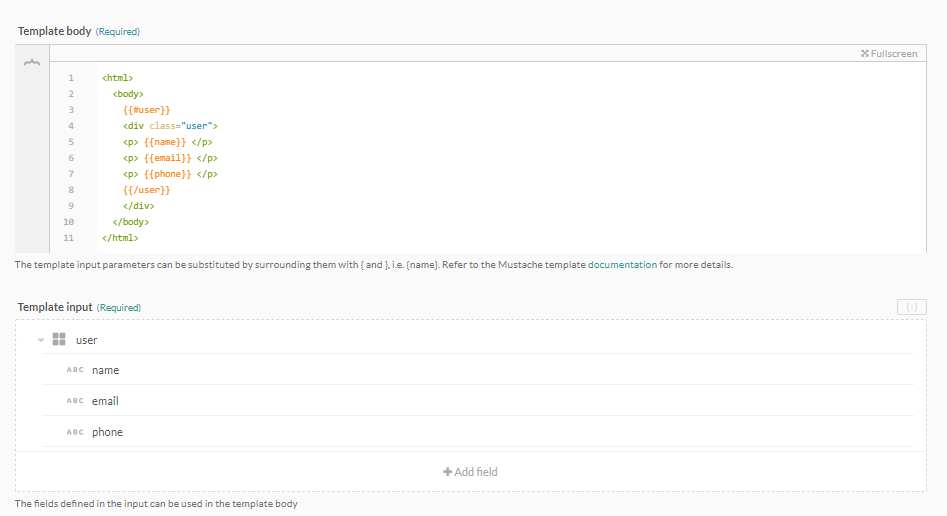 Template body (Required)
Fullscreen
1 <html>
2 <body>
3 {{#user}}
4 <div class="user">
5 <p> {{name}} </p>
6 <p> {{email}} </p>
7 <p> {{phone}} </p>
8 {{/user}}
9 </div>
10 </body>
11 </html>
The template input parameters can be substituted by surrounding them with { and }, i.e. {name}. Refer to the Mustache template documentation for more details.
Template input (Required)
{:}
user
ABC name
ABC email
ABC phone
+ Add field
The fields defined in the input can be used in the template body